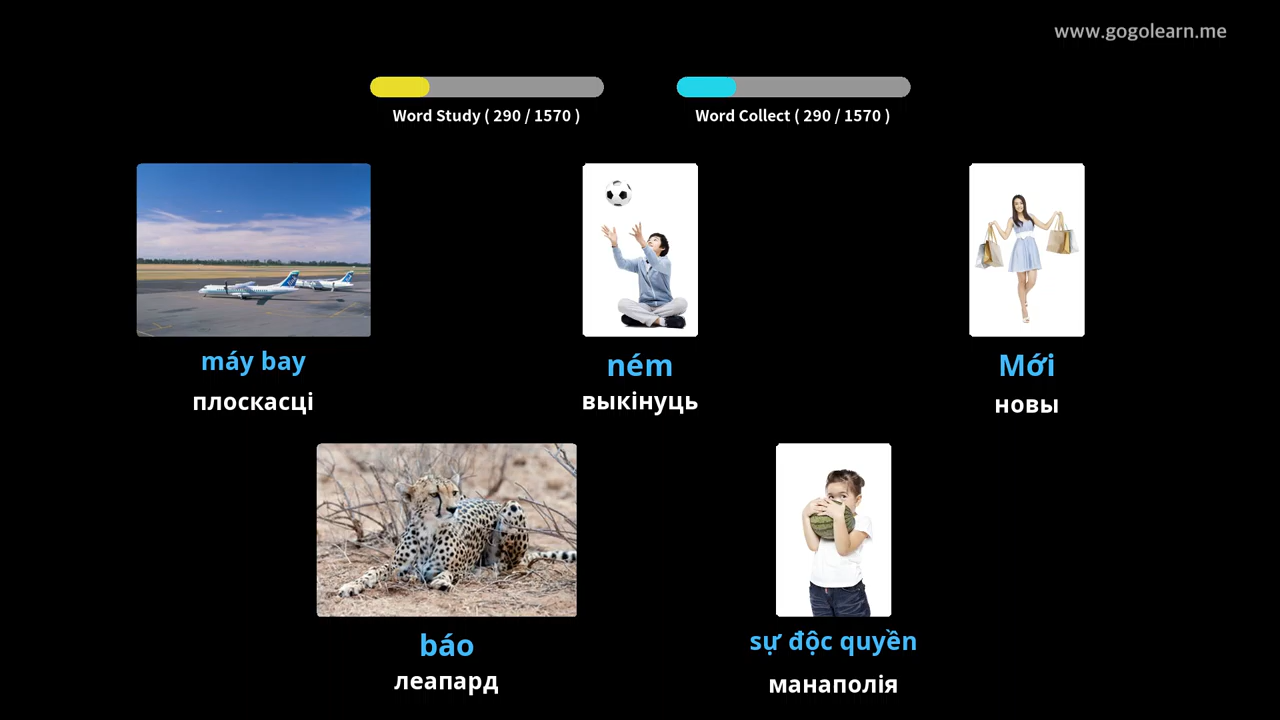 www.gogolearn.me
Word Study ( 290 / 1570 )
Word Collect ( 290 / 1570 )
máy bay
ném
Mới
плоскасці
выкінуць
новы
báo
sự độc quyền
леапард
манаполія